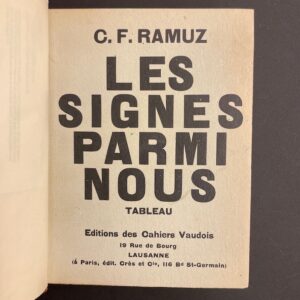 C. F. RAMUZ
LES
SIGNES
PARMI
NOUS
TABLEAU
Editions des Cahiers Vaudois
19 Rue de Bourg
LAUSANNE
(á Paris, édit. Crès et Cie, 116 Bd St-Germain)